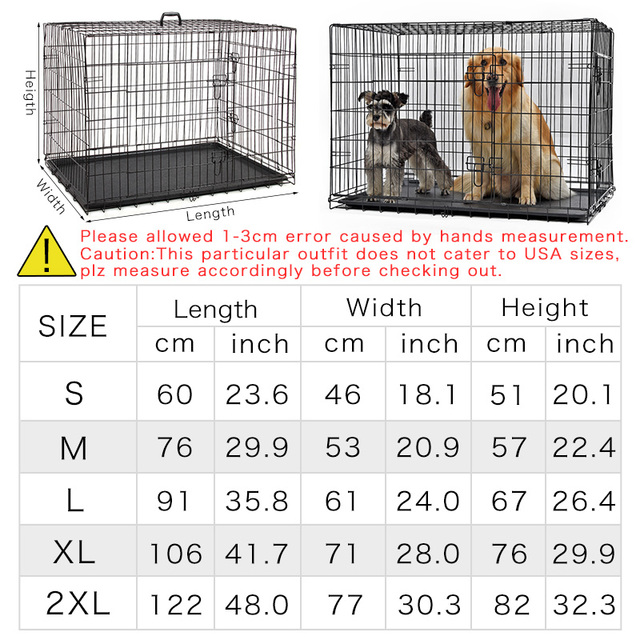 Heigth
Width
Length
!
Please allowed 1-3cm error caused by hands measurement.
Caution:This particular outfit does not cater to USA sizes,
plz measure accordingly before checking out.
SIZE Length Width Height
cm inch cm inch cm inch
S 60 23.6 46 18.1 51 20.1
M 76 29.9 53 20.9 57 22.4
L 91 35.8 61 24.0 67 26.4
XL 106 41.7 71 28.0 76 29.9
2XL 122 48.0 77 30.3 82 32.3